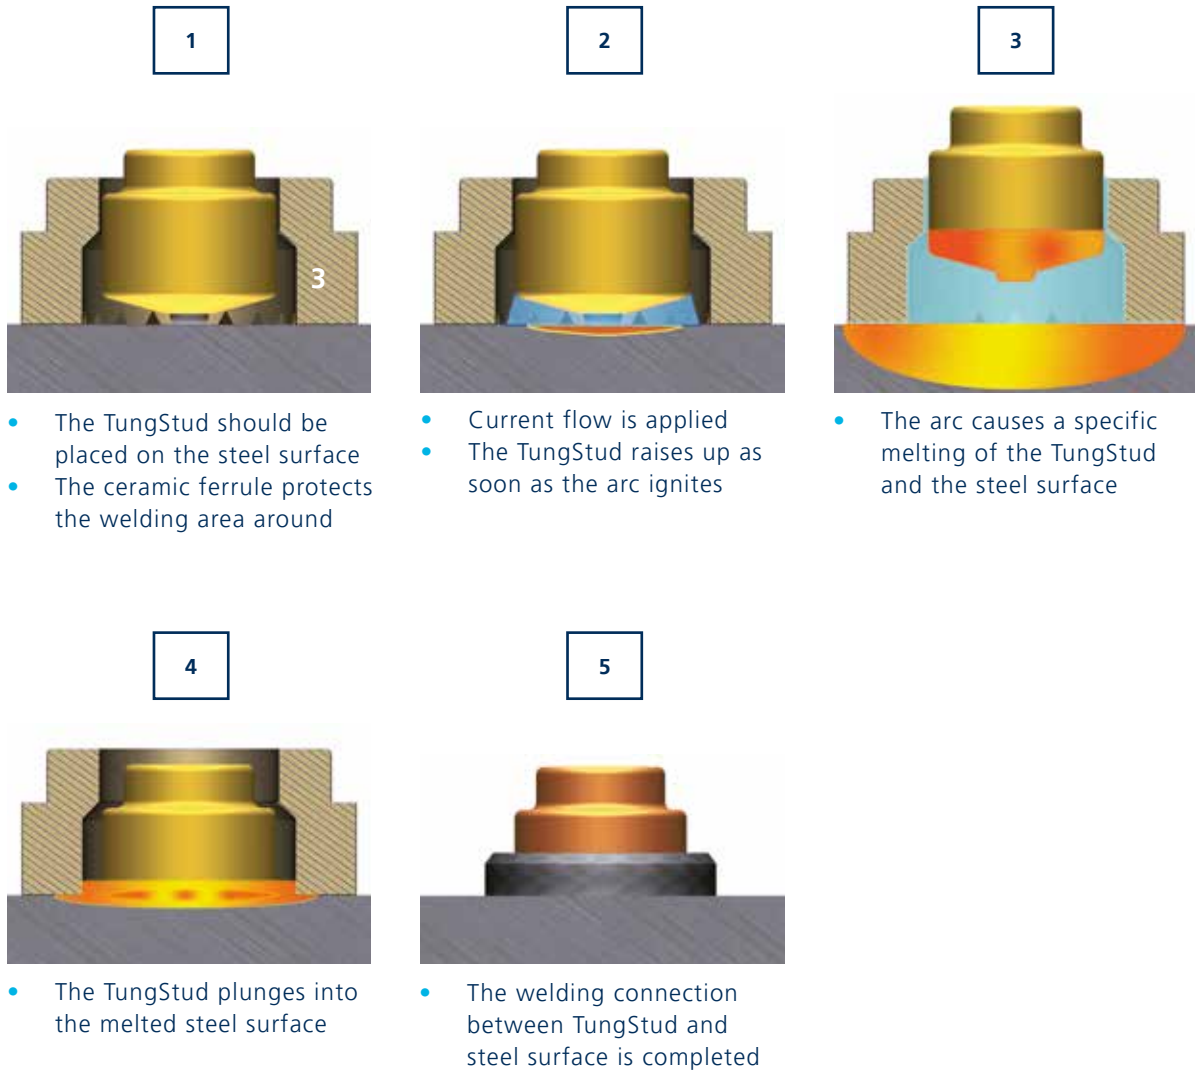 1
3
• The TungStud should be
placed on the steel surface
• The ceramic ferrule protects
the welding area around
2
• Current flow is applied
• The TungStud raises up as
soon as the arc ignites
3
• The arc causes a specific
melting of the TungStud
and the steel surface
4
• The TungStud plunges into
the melted steel surface
5
• The welding connection
between TungStud and
steel surface is completed